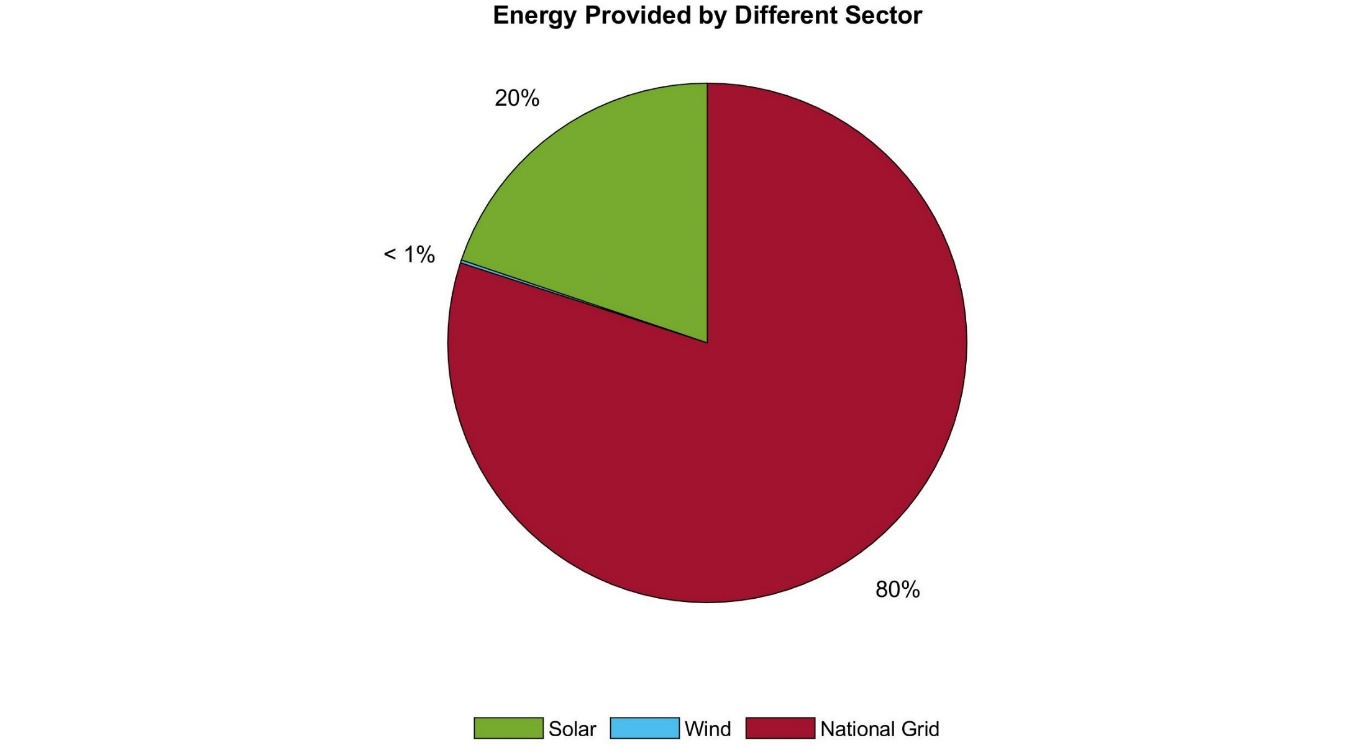 Energy Provided by Different Sector
20%
< 1%
80%
Solar
Wind
National Grid